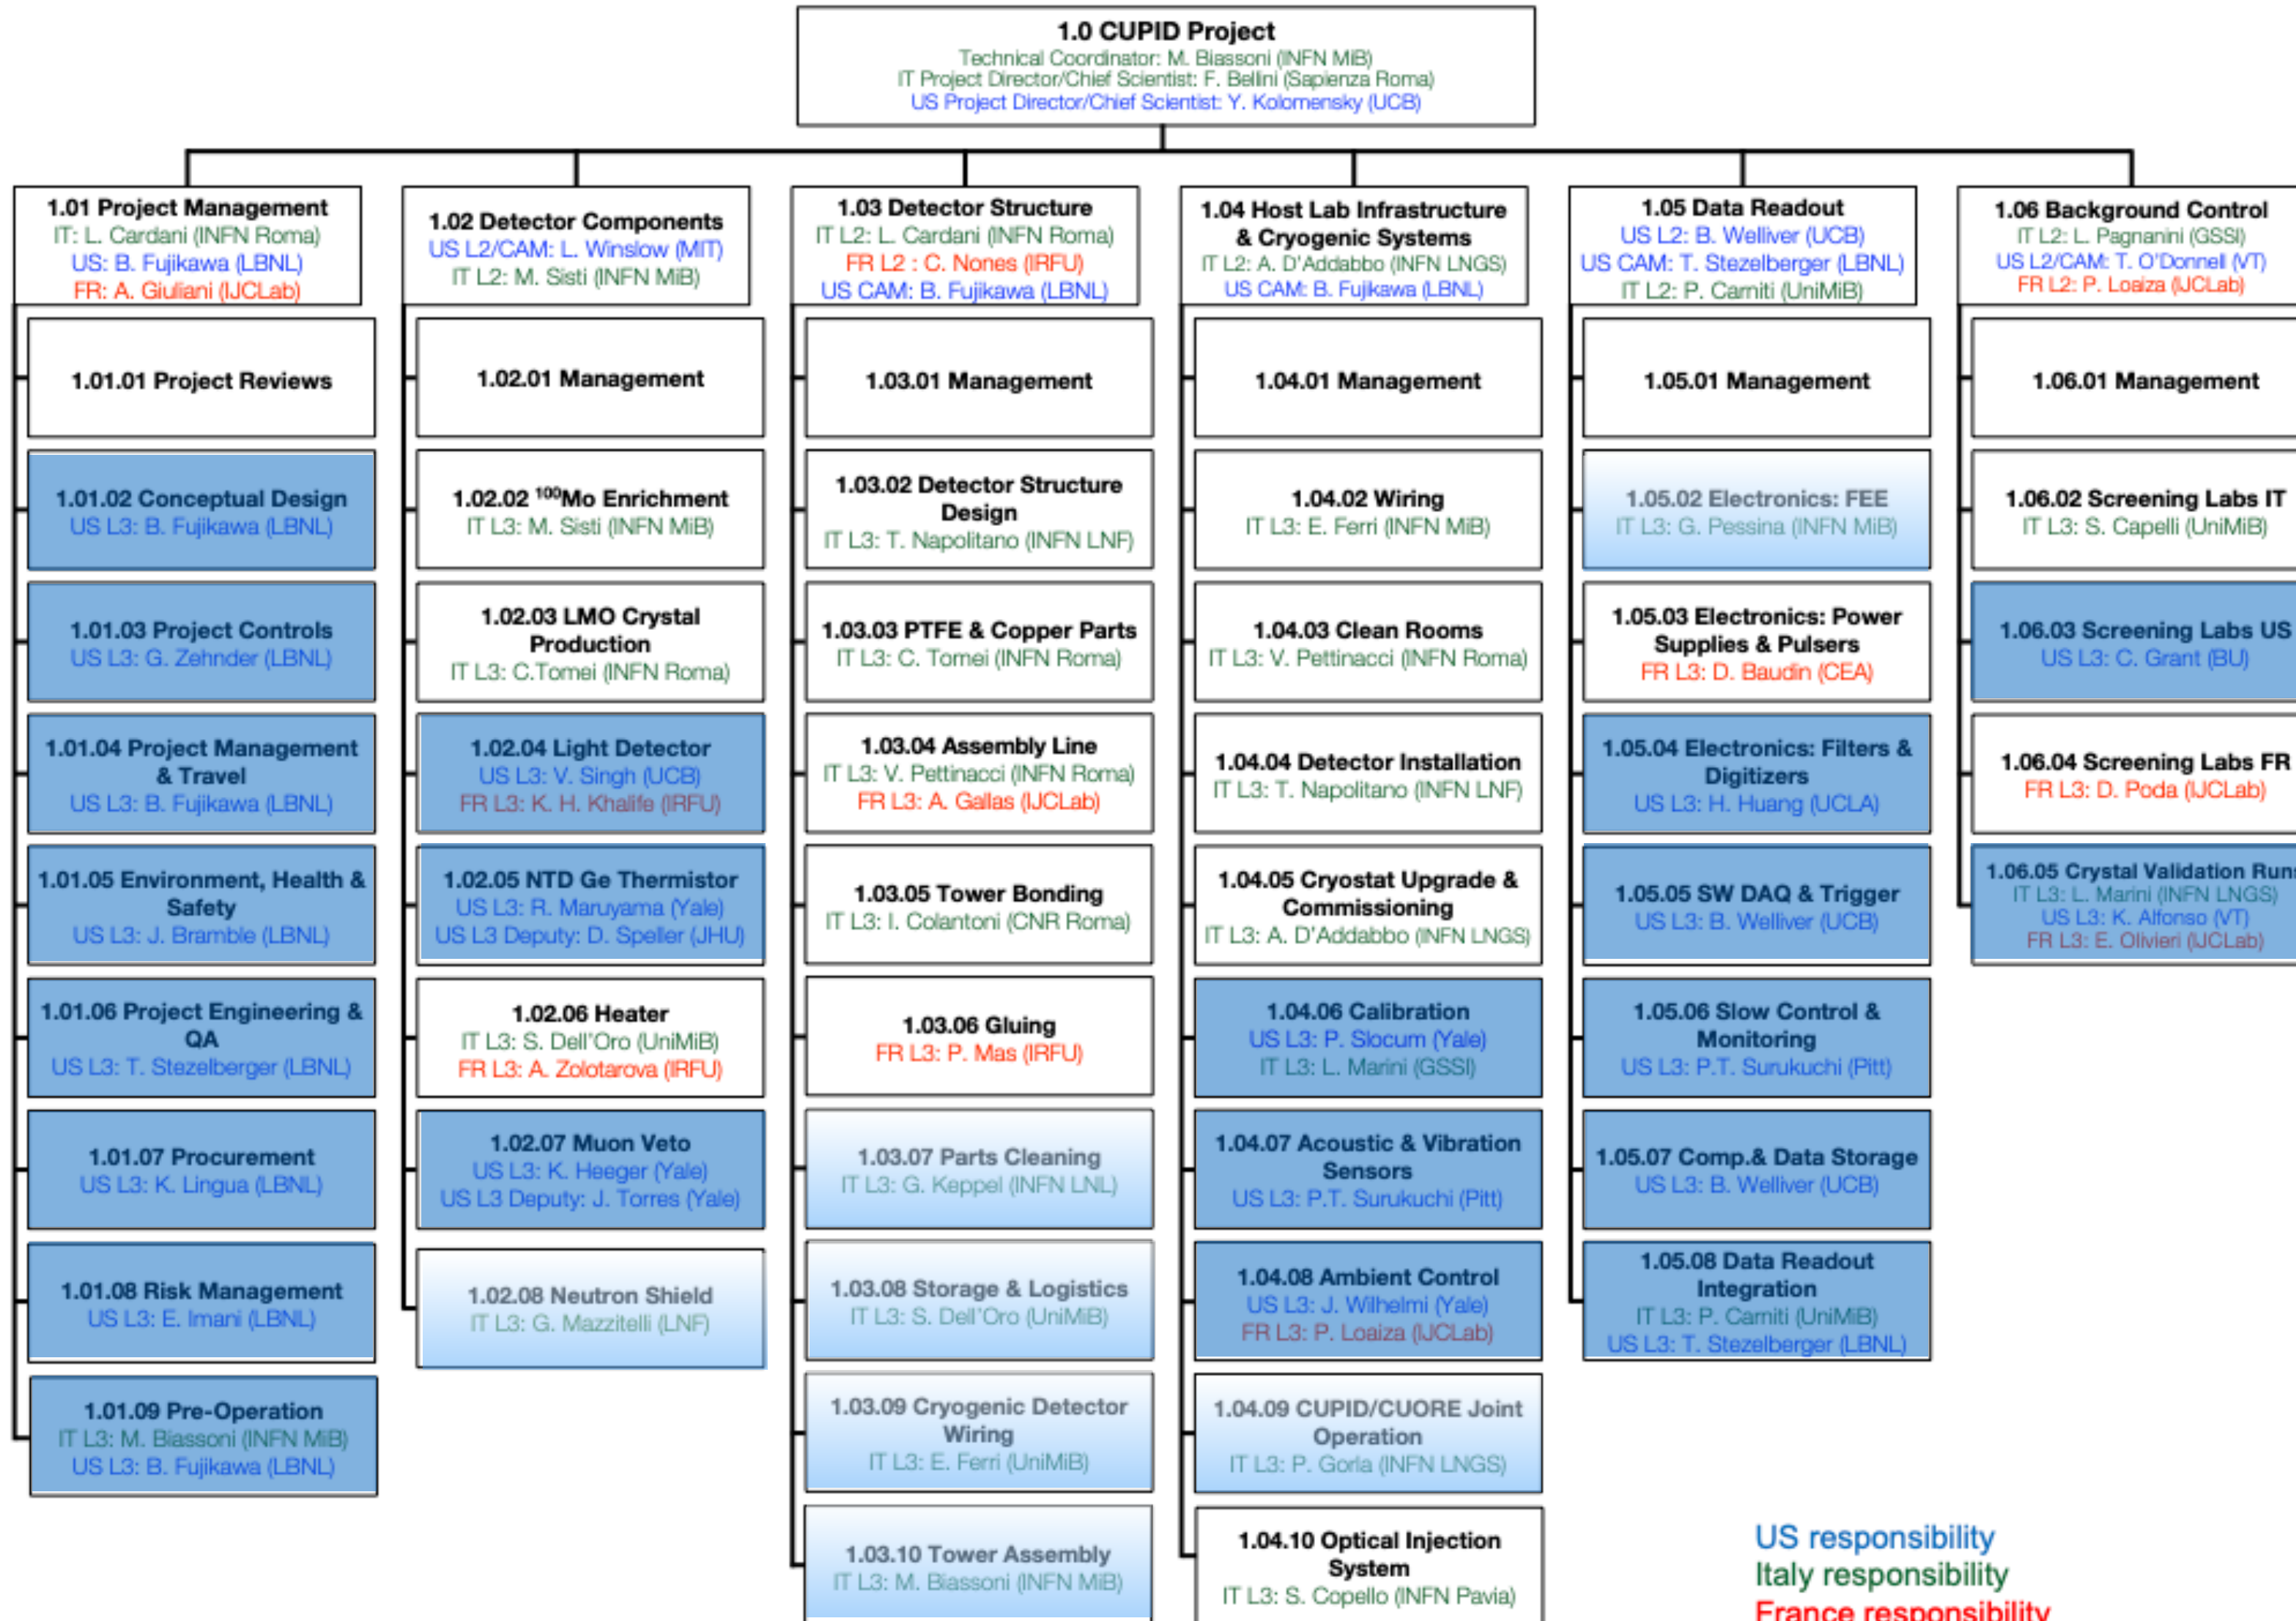 1.0 CUPID Project
Technical Coordinator: M. Biassoni (INFN MiB)
IT Project Director/Chief Scientist: F. Bellini (Sapienza Roma)
US Project Director/Chief Scientist: Y. Kolomensky (UCB)
1.01 Project Management
IT: L. Cardani (INFN Roma)
US: B. Fujikawa (LBNL)
FR: A. Giuliani (IJCLab)
1.01.01 Project Reviews
1.01.02 Conceptual Design
US L3: B. Fujikawa (LBNL)
1.01.03 Project Controls
US L3: G. Zehnder (LBNL)
1.01.04 Project Management
& Travel
US L3: B. Fujikawa (LBNL)
1.01.05 Environment, Health &
Safety
US L3: J. Bramble (LBNL)
1.01.06 Project Engineering &
QA
US L3: T. Stezelberger (LBNL)
1.01.07 Procurement
US L3: K. Lingua (LBNL)
1.01.08 Risk Management
US L3: E. Imani (LBNL)
1.01.09 Pre-Operation
IT L3: M. Biassoni (INFN MiB)
US L3: B. Fujikawa (LBNL)
1.02 Detector Components
US L2/CAM: L. Winslow (MIT)
IT L2: M. Sisti (INFN MiB)
1.02.01 Management
1.02.02 ¹⁰⁰Mo Enrichment
IT L3: M. Sisti (INFN MiB)
1.02.03 LMO Crystal
Production
IT L3: C.Tomei (INFN Roma)
1.02.04 Light Detector
US L3: V. Singh (UCB)
FR L3: K. H. Khalife (IRFU)
1.02.05 NTD Ge Thermistor
US L3: R. Maruyama (Yale)
US L3 Deputy: D. Speller (JHU)
1.02.06 Heater
IT L3: S. Dell'Oro (UniMiB)
FR L3: A. Zolotarova (IRFU)
1.02.07 Muon Veto
US L3: K. Heeger (Yale)
US L3 Deputy: J. Torres (Yale)
1.02.08 Neutron Shield
IT L3: G. Mazzitelli (LNF)
1.03 Detector Structure
IT L2: L. Cardani (INFN Roma)
FR L2 : C. Nones (IRFU)
US CAM: B. Fujikawa (LBNL)
1.03.01 Management
1.03.02 Detector Structure
Design
IT L3: T. Napolitano (INFN LNF)
1.03.03 PTFE & Copper Parts
IT L3: C. Tomei (INFN Roma)
1.03.04 Assembly Line
IT L3: V. Pettinacci (INFN Roma)
FR L3: A. Gallas (IJCLab)
1.03.05 Tower Bonding
IT L3: I. Colantoni (CNR Roma)
1.03.06 Gluing
FR L3: P. Mas (IRFU)
1.03.07 Parts Cleaning
IT L3: G. Keppel (INFN LNL)
1.03.08 Storage & Logistics
IT L3: S. Dell'Oro (UniMiB)
1.03.09 Cryogenic Detector
Wiring
IT L3: E. Ferri (UniMiB)
1.03.10 Tower Assembly
IT L3: M. Biassoni (INFN MiB)
1.04 Host Lab Infrastructure
& Cryogenic Systems
IT L2: A. D'Addabbo (INFN LNGS)
US CAM: B. Fujikawa (LBNL)
1.04.01 Management
1.04.02 Wiring
IT L3: E. Ferri (INFN MiB)
1.04.03 Clean Rooms
IT L3: V. Pettinacci (INFN Roma)
1.04.04 Detector Installation
IT L3: T. Napolitano (INFN LNF)
1.04.05 Cryostat Upgrade &
Commissioning
IT L3: A. D'Addabbo (INFN LNGS)
1.04.06 Calibration
US L3: P. Slocum (Yale)
IT L3: L. Marini (GSSI)
1.04.07 Acoustic & Vibration
Sensors
US L3: P.T. Surukuchi (Pitt)
1.04.08 Ambient Control
US L3: J. Wilhelmi (Yale)
FR L3: P. Loaiza (IJCLab)
1.04.09 CUPID/CUORE Joint
Operation
IT L3: P. Gorla (INFN LNGS)
1.04.10 Optical Injection
System
IT L3: S. Copello (INFN Pavia)
1.05 Data Readout
US L2: B. Welliver (UCB)
US CAM: T. Stezelberger (LBNL)
IT L2: P. Carniti (UniMiB)
1.05.01 Management
1.05.02 Electronics: FEE
IT L3: G. Pessina (INFN MiB)
1.05.03 Electronics: Power
Supplies & Pulsers
FR L3: D. Baudin (CEA)
1.05.04 Electronics: Filters &
Digitizers
US L3: H. Huang (UCLA)
1.05.05 SW DAQ & Trigger
US L3: B. Welliver (UCB)
1.05.06 Slow Control &
Monitoring
US L3: P.T. Surukuchi (Pitt)
1.05.07 Comp.& Data Storage
US L3: B. Welliver (UCB)
1.05.08 Data Readout
Integration
IT L3: P. Carniti (UniMiB)
US L3: T. Stezelberger (LBNL)
1.06 Background Control
IT L2: L. Pagnanini (GSSI)
US L2/CAM: T. O'Donnell (VT)
FR L2: P. Loaiza (IJCLab)
1.06.01 Management
1.06.02 Screening Labs IT
IT L3: S. Capelli (UniMiB)
1.06.03 Screening Labs US
US L3: C. Grant (BU)
1.06.04 Screening Labs FR
FR L3: D. Poda (IJCLab)
1.06.05 Crystal Validation Runs
IT L3: L. Marini (INFN LNGS)
US L3: K. Alfonso (VT)
FR L3: E. Olivieri (IJCLab)
US responsibility
Italy responsibility
France responsibility